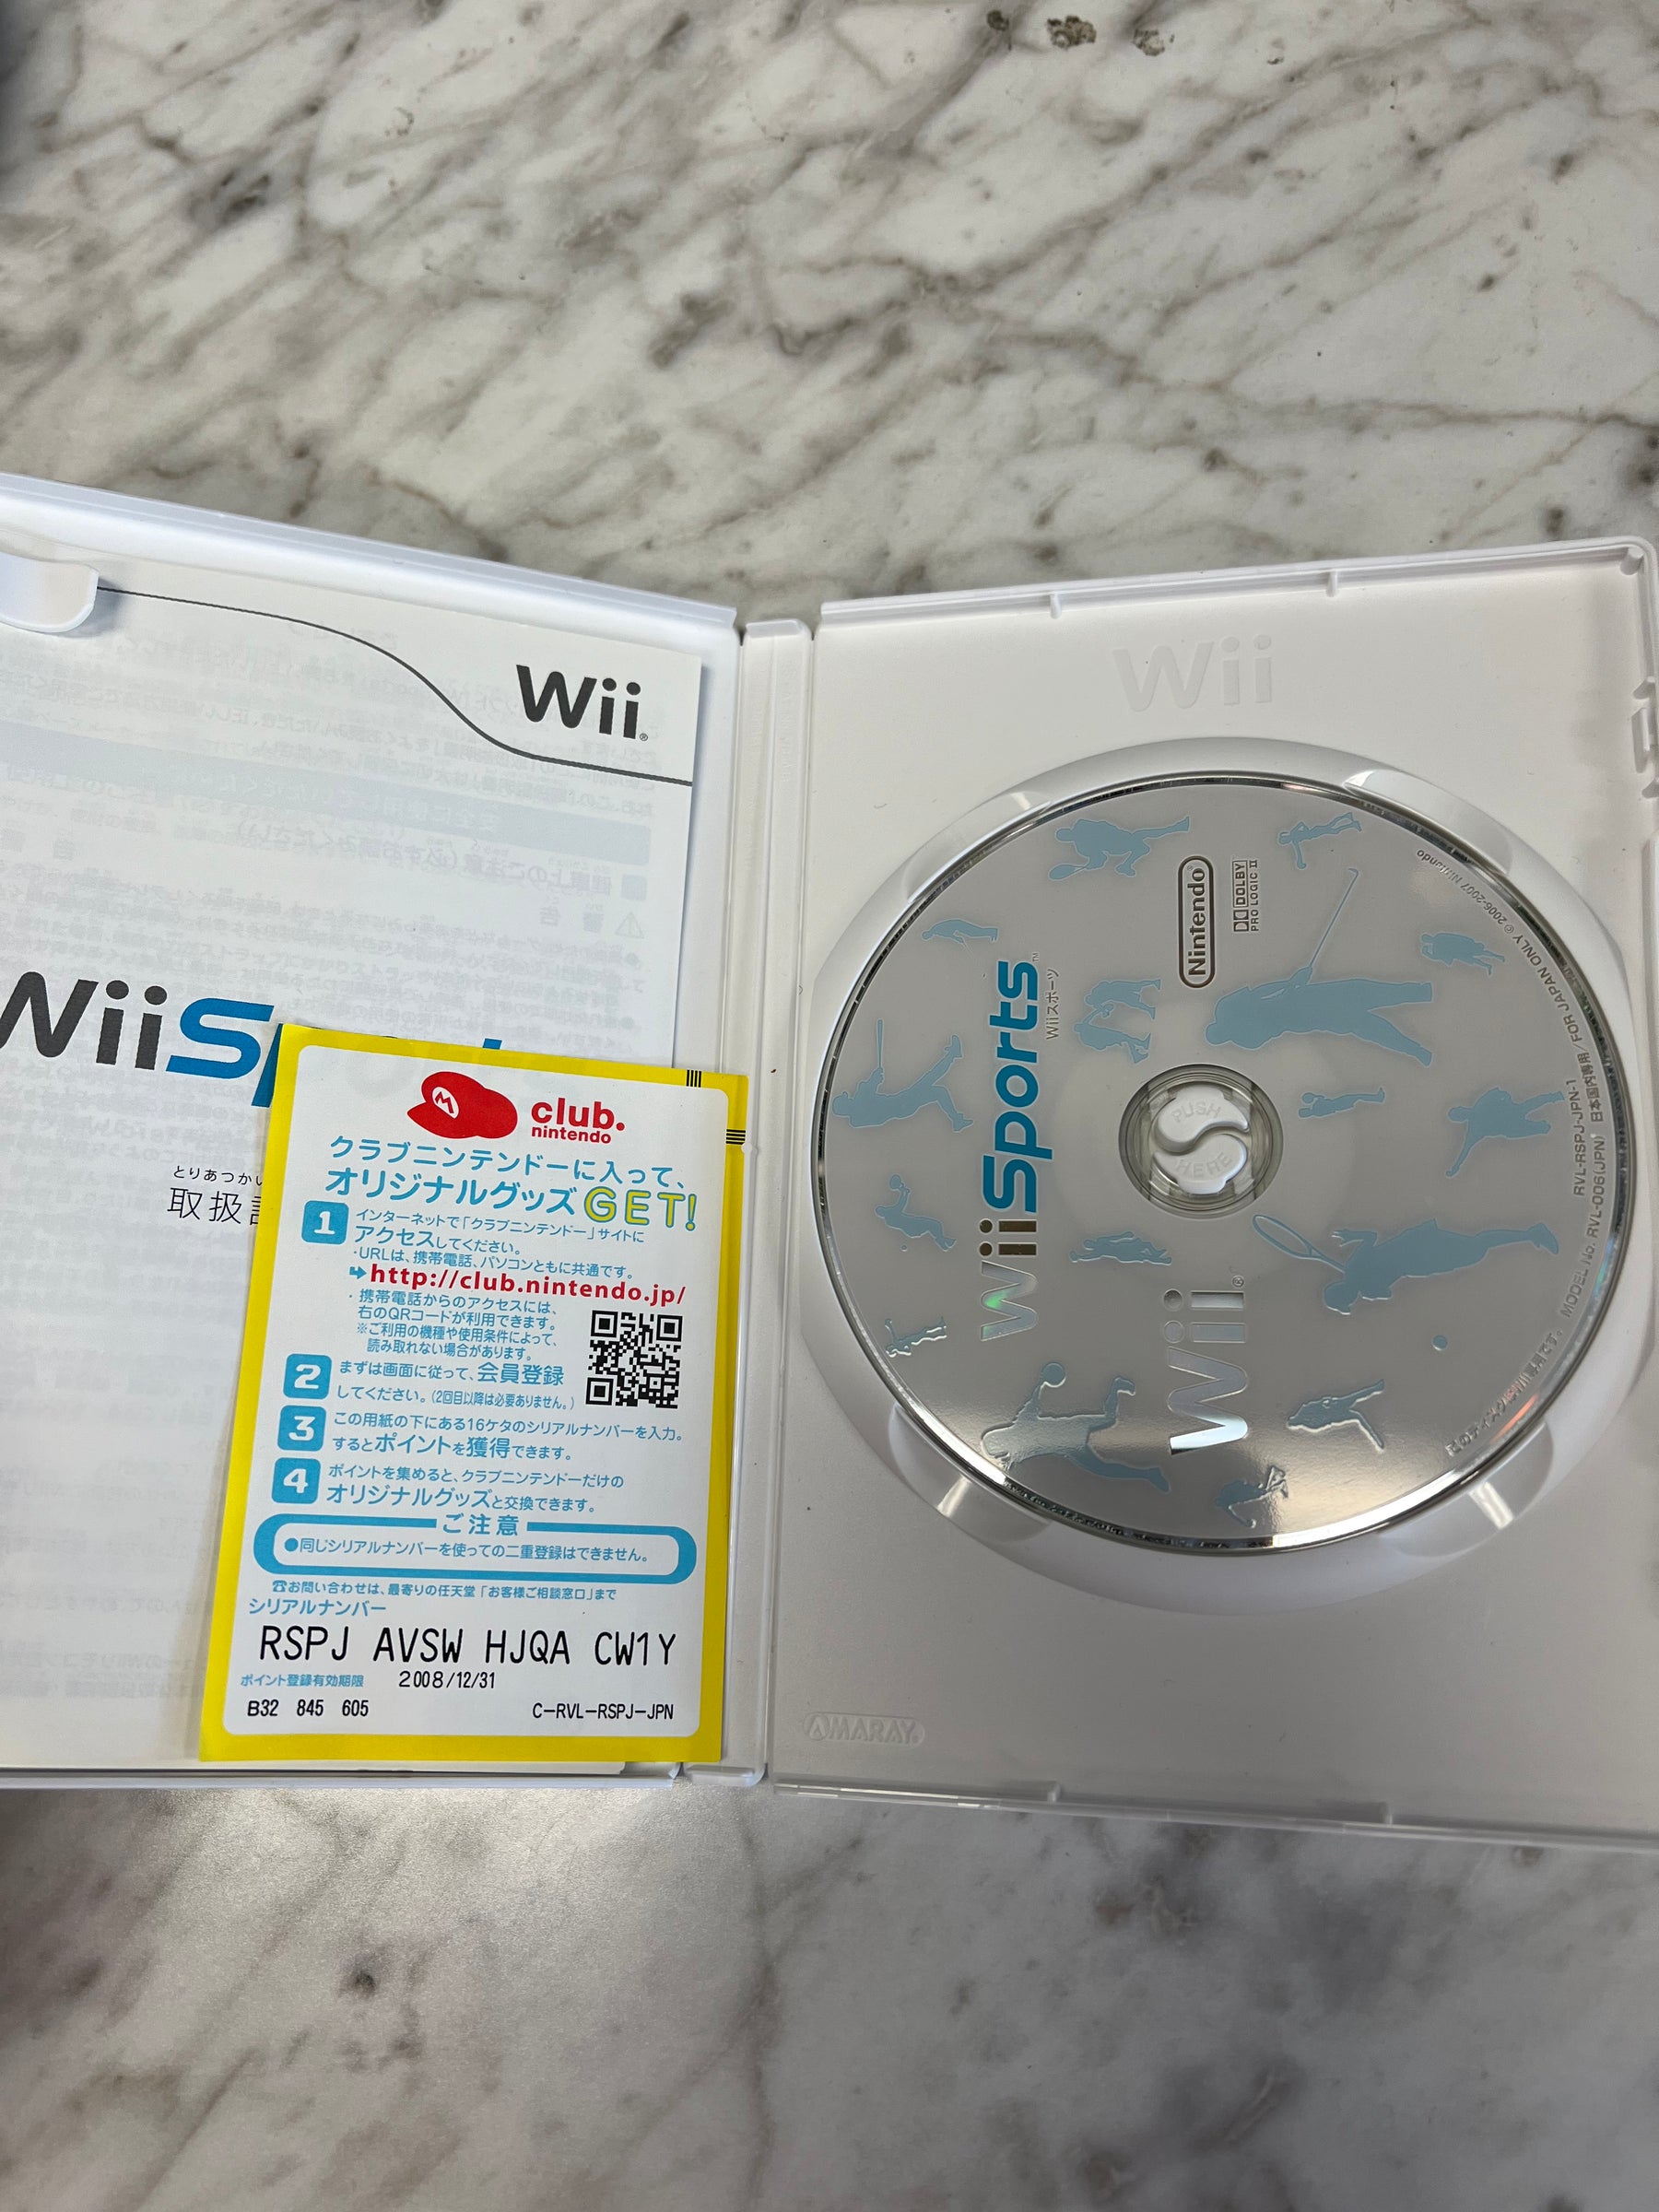 Wii
WiiS
とりあつかい
取扱
club.
nintendo
クラブニンテンドーに入って、
オリジナルグッズGET!
1 インターネットで「クラブニンテンドー」サイトに
アクセスしてください。
・URLは、携帯電話、パソコンともに共通です。
http://club.nintendo.jp/
・携帯電話からのアクセスには、
右のQRコードが利用できます。
※ご利用の機種や使用条件によって、
読み取れない場合があります。
2 まずは画面に従って、会員登録
してください。(2回目以降は必要ありません。)
3 この用紙の下にある16ケタのシリアルナンバーを入力。
するとポイントを獲得できます。
4 ポイントを集めると、クラブニンテンドーだけの
オリジナルグッズと交換できます。
ご注意
●同じシリアルナンバーを使っての二重登録はできません。
☎お問い合わせは、最寄りの任天堂「お客様ご相談窓口」まで
シリアルナンバー
RSPJ AVSW HJQA CW1Y
ポイント登録有効期限 2008/12/31
B32 845 605 C-RVL-RSPJ-JPN
Wii
Wii Sports™
Wiiスポーツ
Nintendo
DOLBY
PRO LOGIC II
Wii®
PUSH
HERE
RVL-RSPJ-JPN-1
MODEL No. RVL-006(JPN) 日本国内専用/FOR JAPAN ONLY © 2006-2007 Nintendo
AMARAY